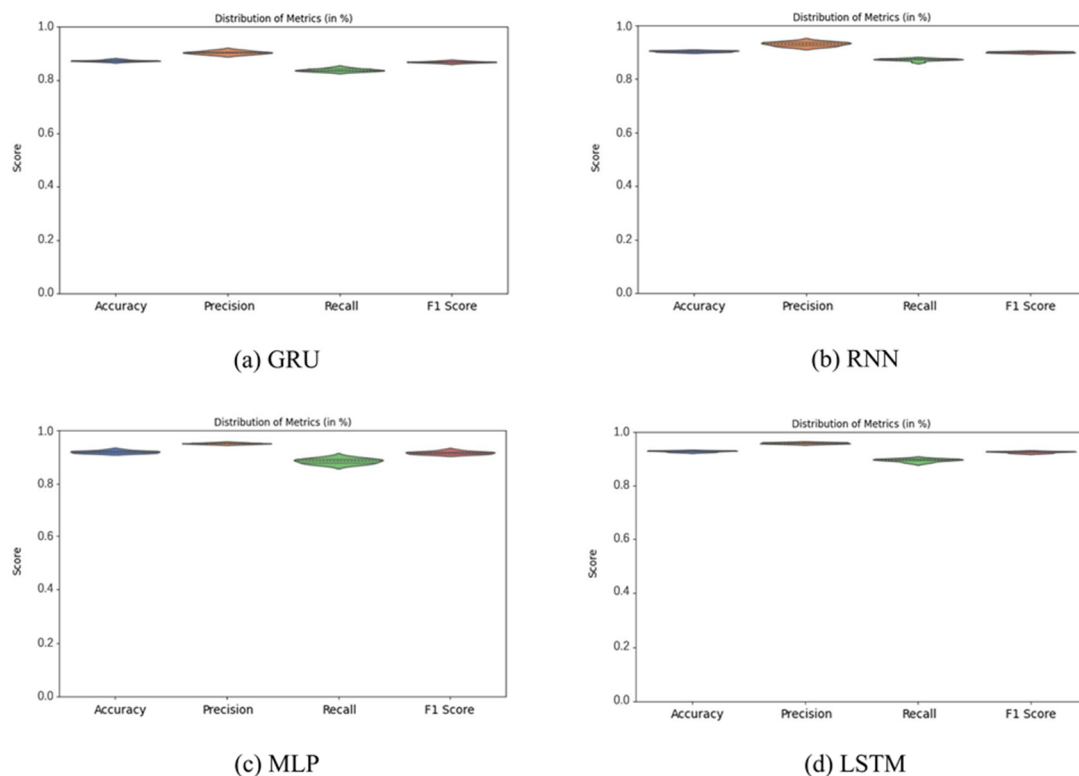 Distribution of Metrics (in %)
1.0
0.8
0.6
0.4
0.2
0.0
Score
Accuracy Precision Recall F1 Score
(a) GRU
Distribution of Metrics (in %)
1.0
0.8
0.6
0.4
0.2
0.0
Score
Accuracy Precision Recall F1 Score
(b) RNN
Distribution of Metrics (in %)
1.0
0.8
0.6
0.4
0.2
0.0
Score
Accuracy Precision Recall F1 Score
(c) MLP
Distribution of Metrics (in %)
1.0
0.8
0.6
0.4
0.2
0.0
Score
Accuracy Precision Recall F1 Score
(d) LSTM